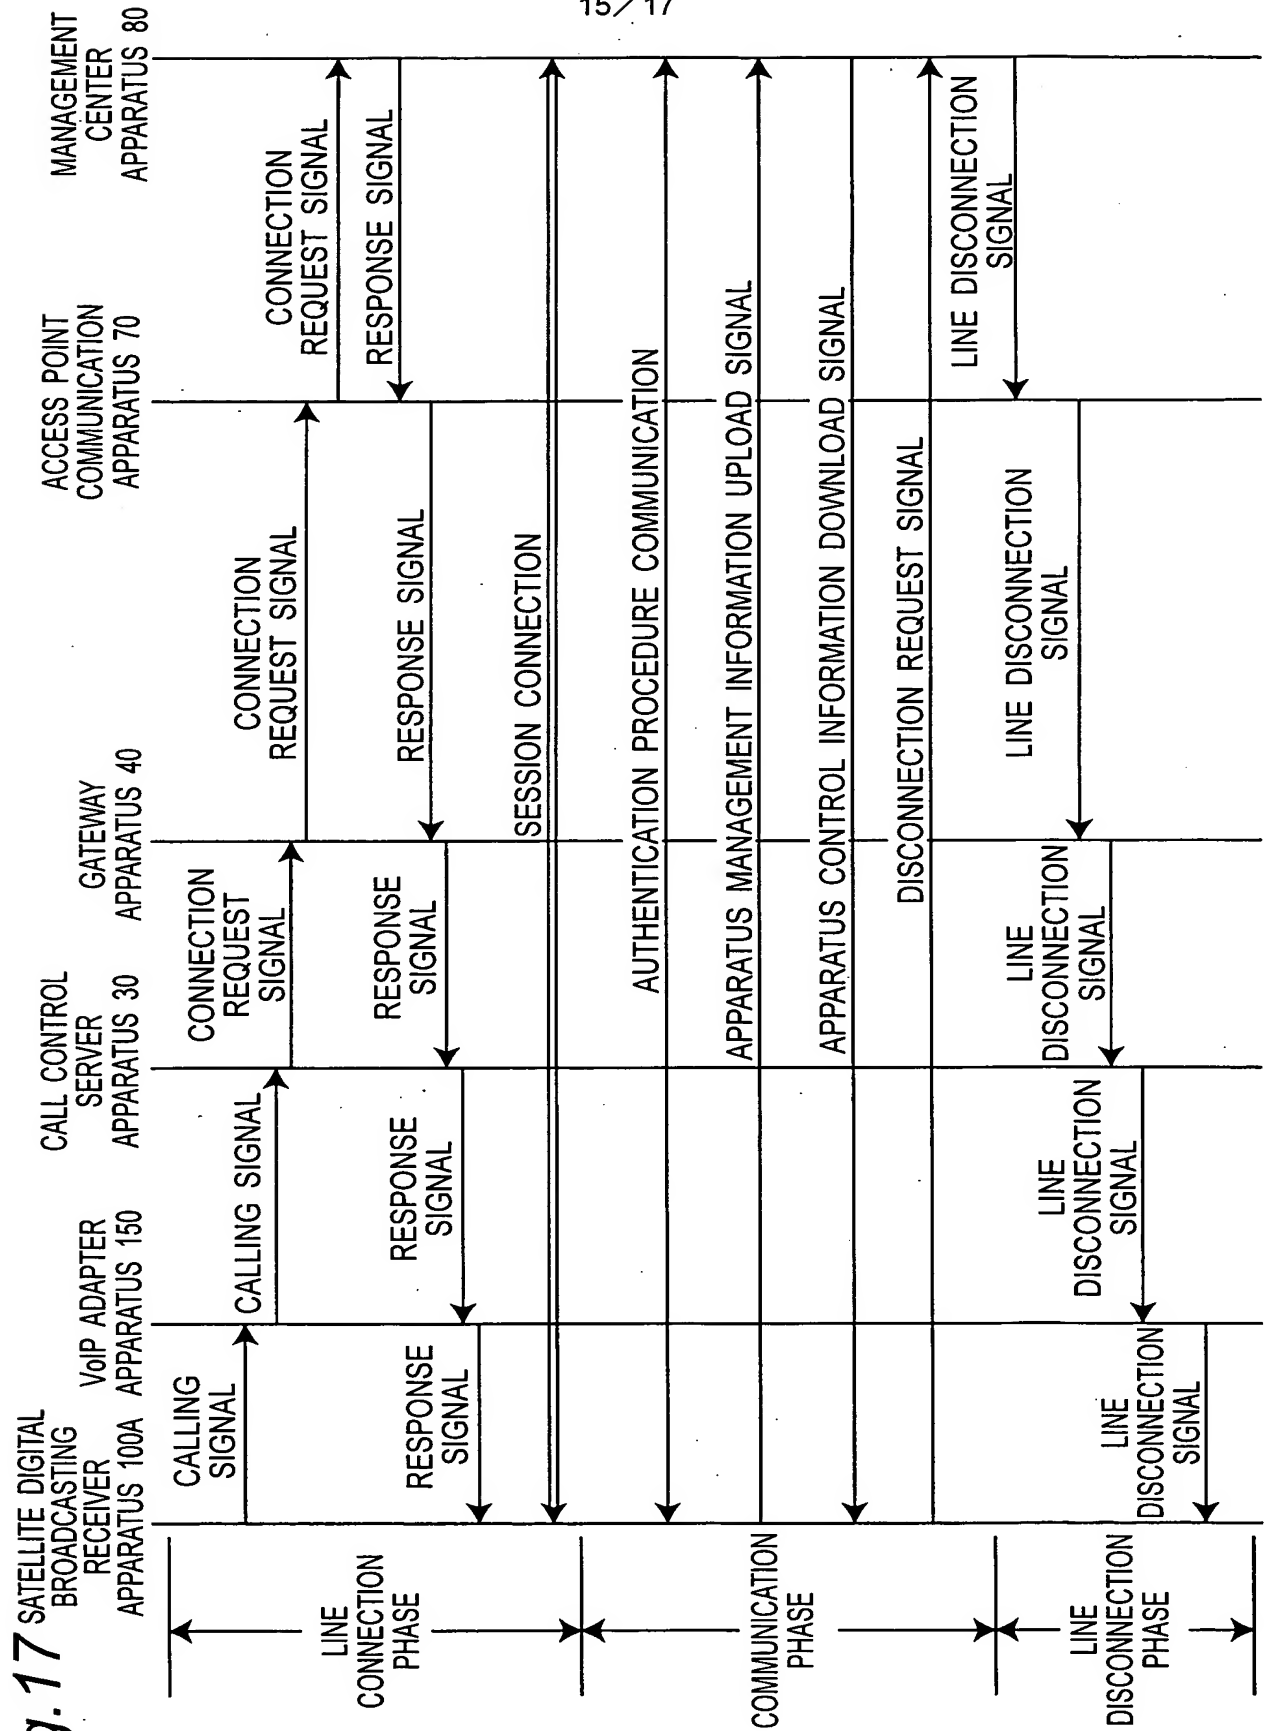 15/17
g. 17
SATELLITE DIGITAL
BROADCASTING
RECEIVER
APPARATUS 100A
VoIP ADAPTER
APPARATUS 150
CALL CONTROL
SERVER
APPARATUS 30
GATEWAY
APPARATUS 40
ACCESS POINT
COMMUNICATION
APPARATUS 70
MANAGEMENT
CENTER
APPARATUS 80
LINE
CONNECTION
PHASE
CALLING
SIGNAL
CALLING SIGNAL
CONNECTION
REQUEST
SIGNAL
CONNECTION
REQUEST SIGNAL
CONNECTION
REQUEST SIGNAL
RESPONSE SIGNAL
RESPONSE SIGNAL
RESPONSE
SIGNAL
RESPONSE
SIGNAL
RESPONSE
SIGNAL
SESSION CONNECTION
COMMUNICATION
PHASE
AUTHENTICATION PROCEDURE COMMUNICATION
APPARATUS MANAGEMENT INFORMATION UPLOAD SIGNAL
APPARATUS CONTROL INFORMATION DOWNLOAD SIGNAL
DISCONNECTION REQUEST SIGNAL
LINE
DISCONNECTION
PHASE
LINE DISCONNECTION
SIGNAL
LINE DISCONNECTION
SIGNAL
LINE
DISCONNECTION
SIGNAL
LINE
DISCONNECTION
SIGNAL
LINE
DISCONNECTION
SIGNAL